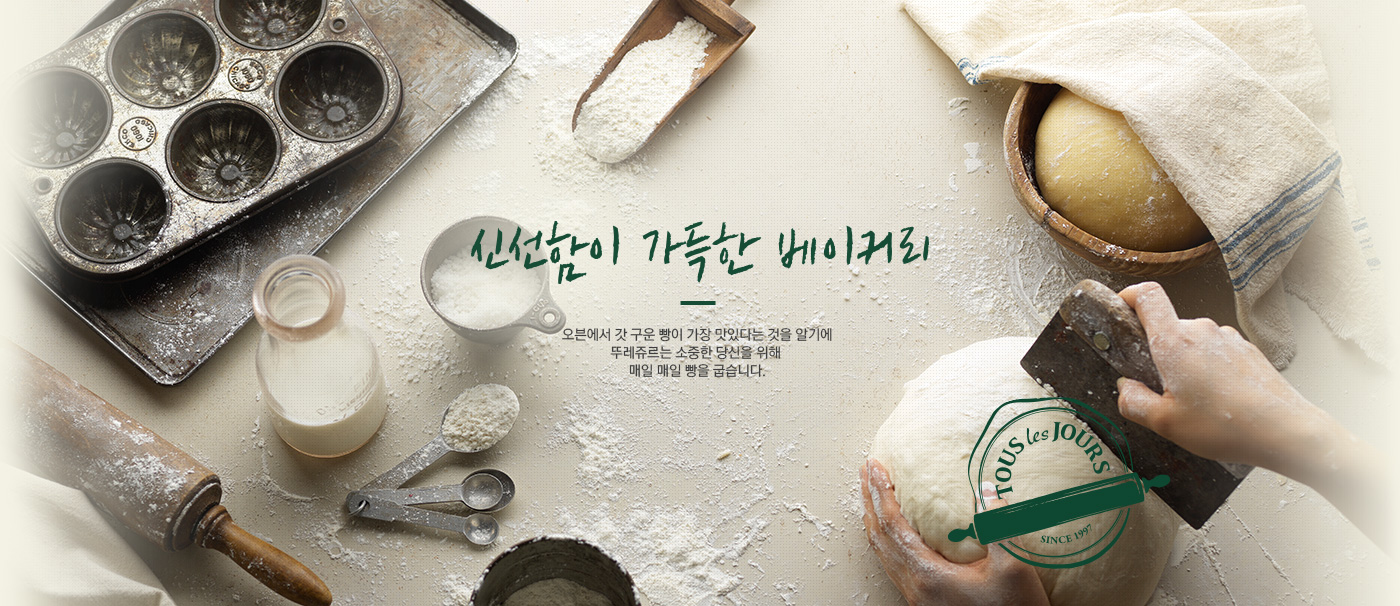 신선함이 가득한 베이커리
오븐에서 갓 구운 빵이 가장 맛있다는 것을 알기에
뚜레쥬르는 소중한 당신을 위해
매일 매일 빵을 굽습니다.
TOUS les JOURS
SINCE 1997